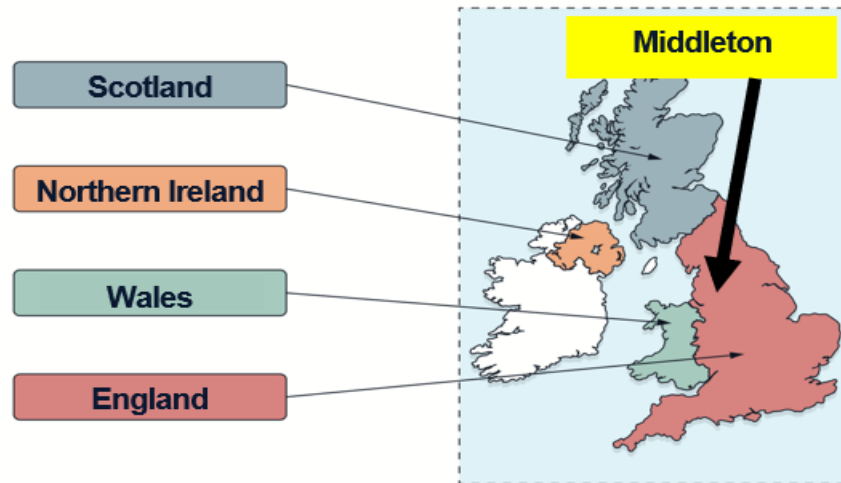 Middleton
Scotland
Northern Ireland
Wales
England